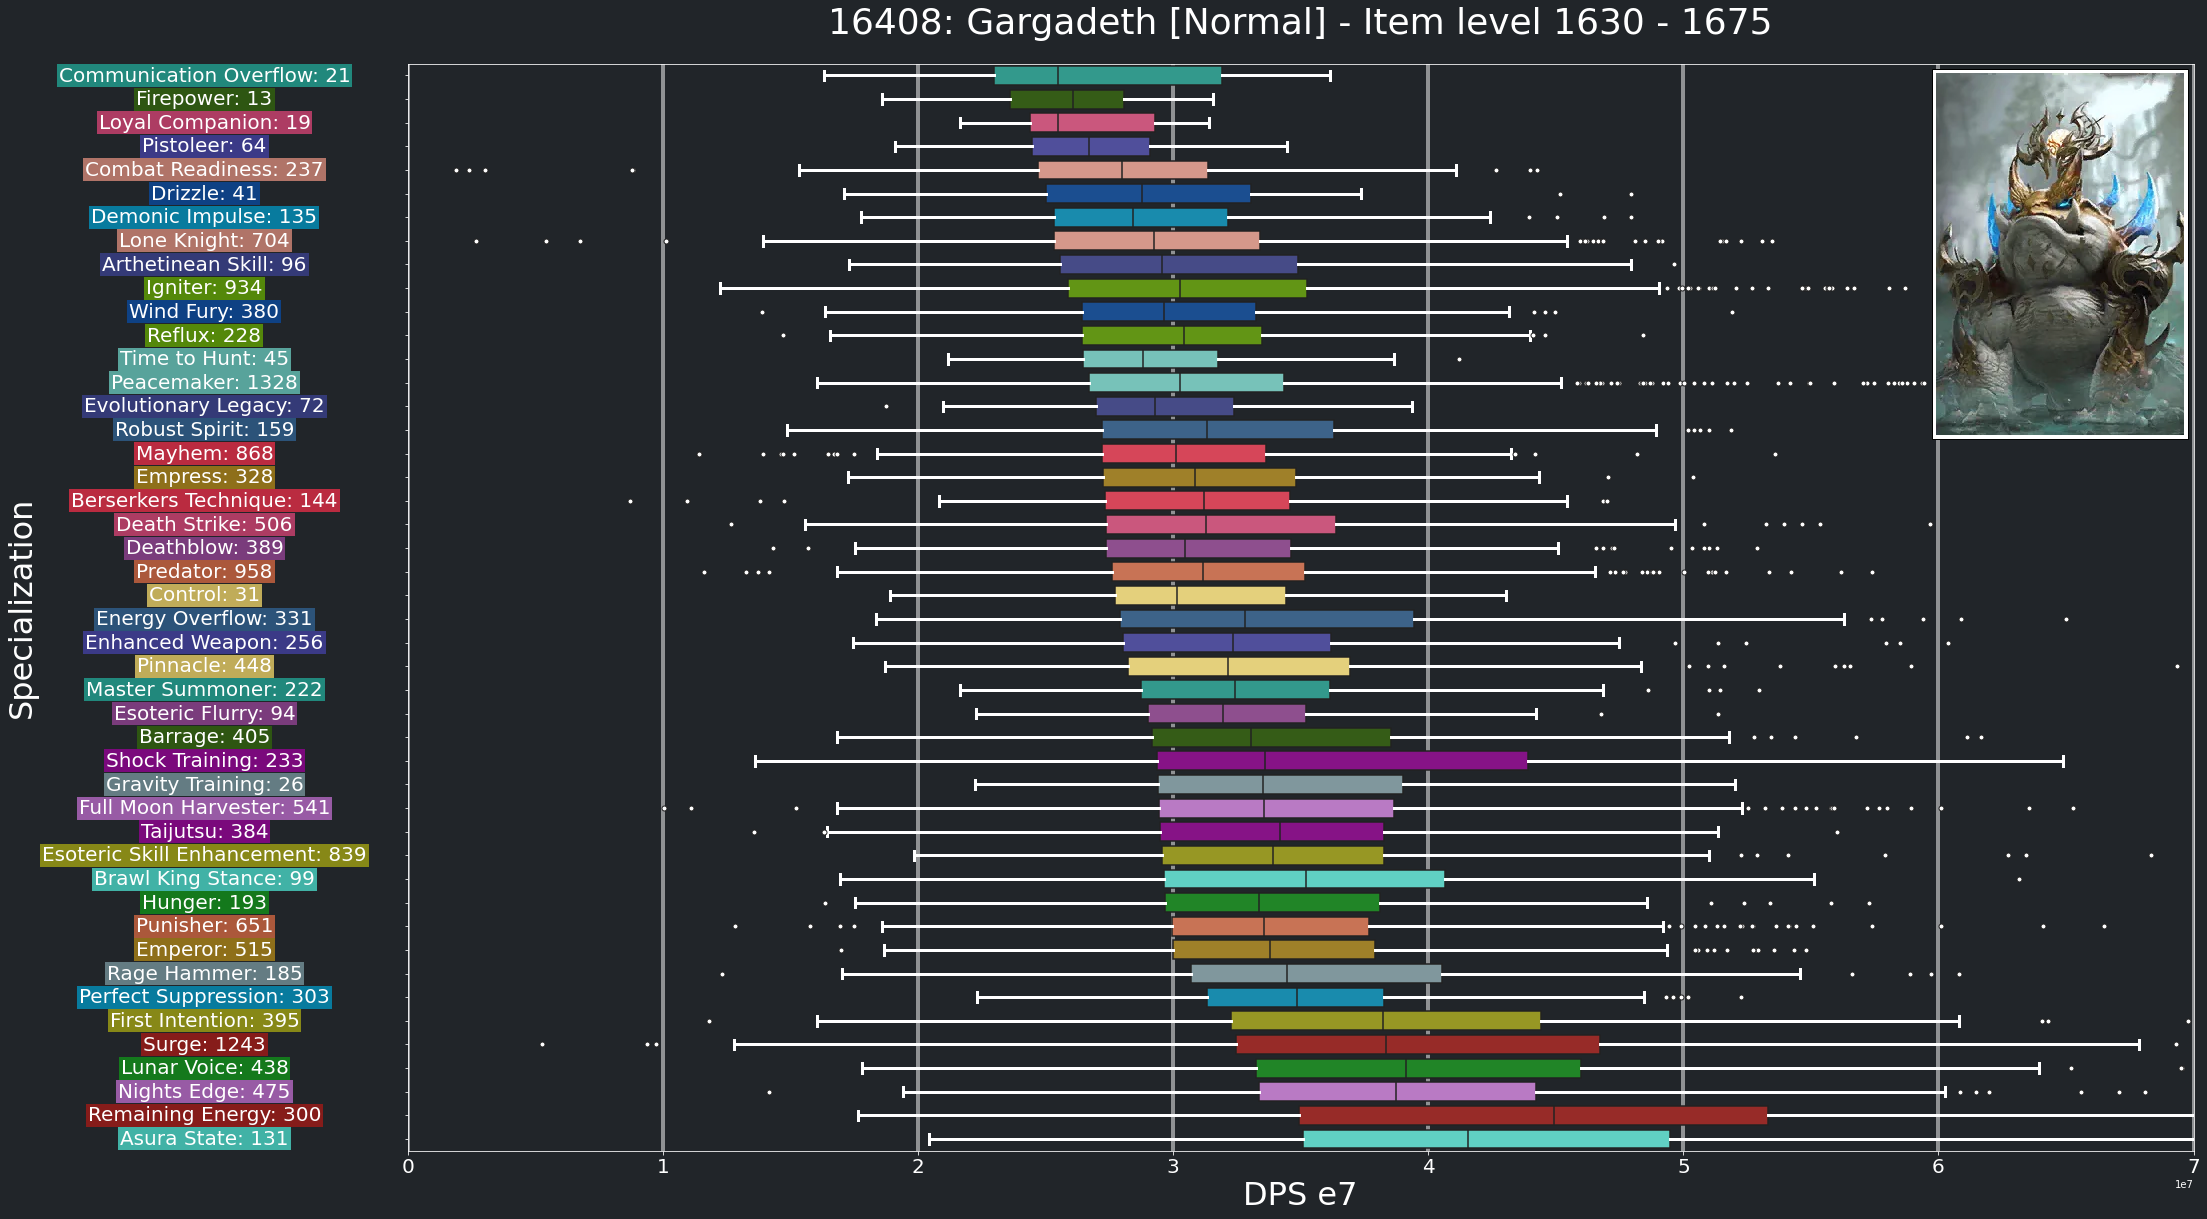 16408: Gargadeth [Normal] - Item level 1630 - 1675
Communication Overflow: 21
Firepower: 13
Loyal Companion: 19
Pistoleer: 64
Combat Readiness: 237
Drizzle: 41
Demonic Impulse: 135
Lone Knight: 704
Arthetinean Skill: 96
Igniter: 934
Wind Fury: 380
Reflux: 228
Time to Hunt: 45
Peacemaker: 1328
Evolutionary Legacy: 72
Robust Spirit: 159
Mayhem: 868
Empress: 328
Berserkers Technique: 144
Death Strike: 506
Deathblow: 389
Predator: 958
Control: 31
Energy Overflow: 331
Enhanced Weapon: 256
Pinnacle: 448
Master Summoner: 222
Esoteric Flurry: 94
Barrage: 405
Shock Training: 233
Gravity Training: 26
Full Moon Harvester: 541
Taijutsu: 384
Esoteric Skill Enhancement: 839
Brawl King Stance: 99
Hunger: 193
Punisher: 651
Emperor: 515
Rage Hammer: 185
Perfect Suppression: 303
First Intention: 395
Surge: 1243
Lunar Voice: 438
Nights Edge: 475
Remaining Energy: 300
Asura State: 131
Specialization
0 1 2 3 4 5 6 7
1e7
DPS e7